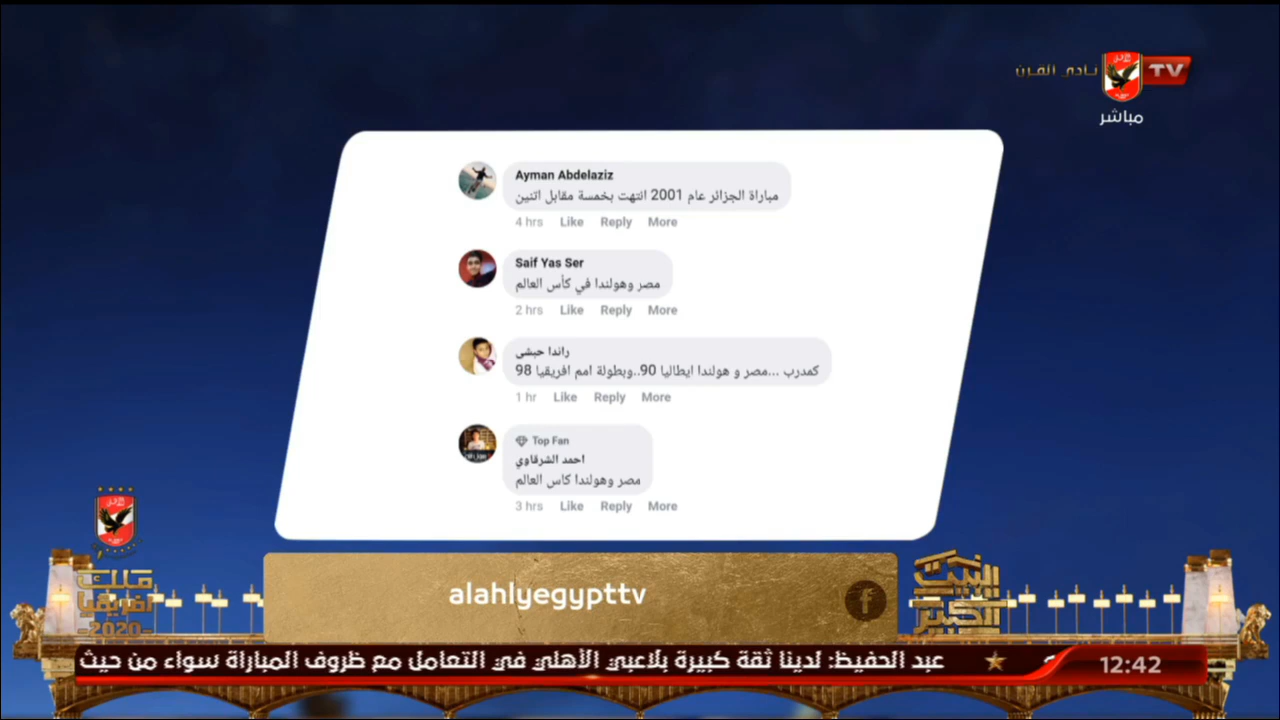 نادي القرن
TV
مباشر
Ayman Abdelaziz
مباراة الجزائر عام 2001 انتهت بخمسة مقابل اتنين
4 hrs Like Reply More
Saif Yas Ser
مصر وهولندا في كأس العالم
2 hrs Like Reply More
راندا حبشى
كمدرب ...مصر و هولندا ايطاليا 90..وبطولة امم افريقيا 98
1 hr Like Reply More
Top Fan
احمد الشرقاوي
مصر وهولندا كاس العالم
3 hrs Like Reply More
ملك
أفريقيا
-2020-
alahlyegypttv
البيت
الكبير
عبد الحفيظ: لدينا ثقة كبيرة بلاعبي الأهلي في التعامل مع ظروف المباراة سواء من حيث
12:42